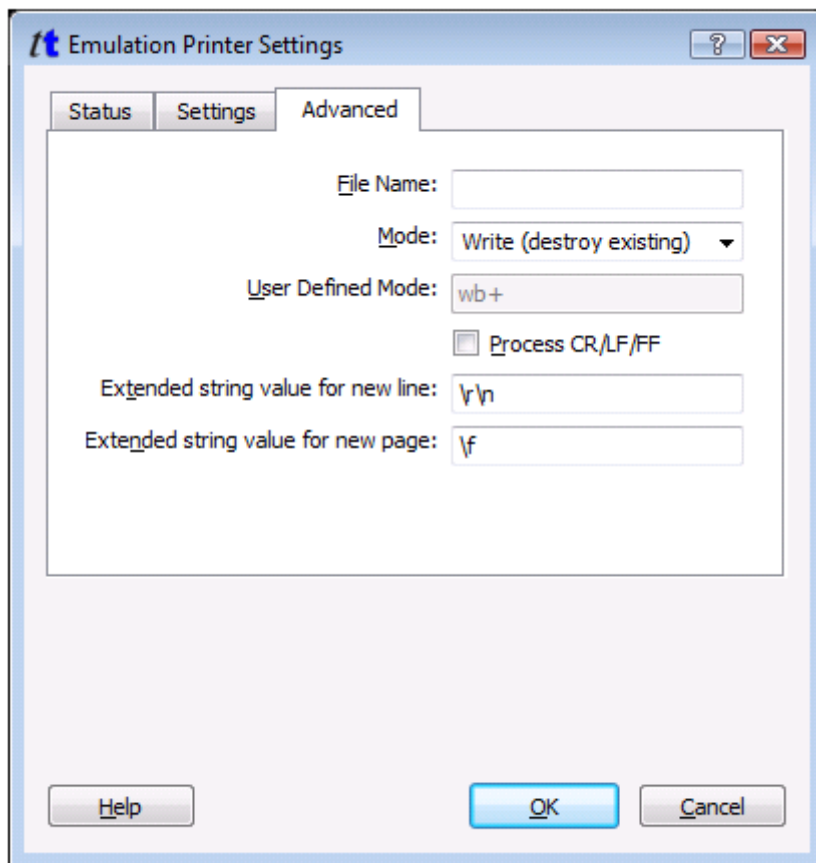 tt Emulation Printer Settings
Status Settings Advanced
File Name:
Mode: Write (destroy existing)
User Defined Mode: wb+
Process CR/LF/FF
Extended string value for new line: \r\n
Extended string value for new page: \f
Help OK Cancel